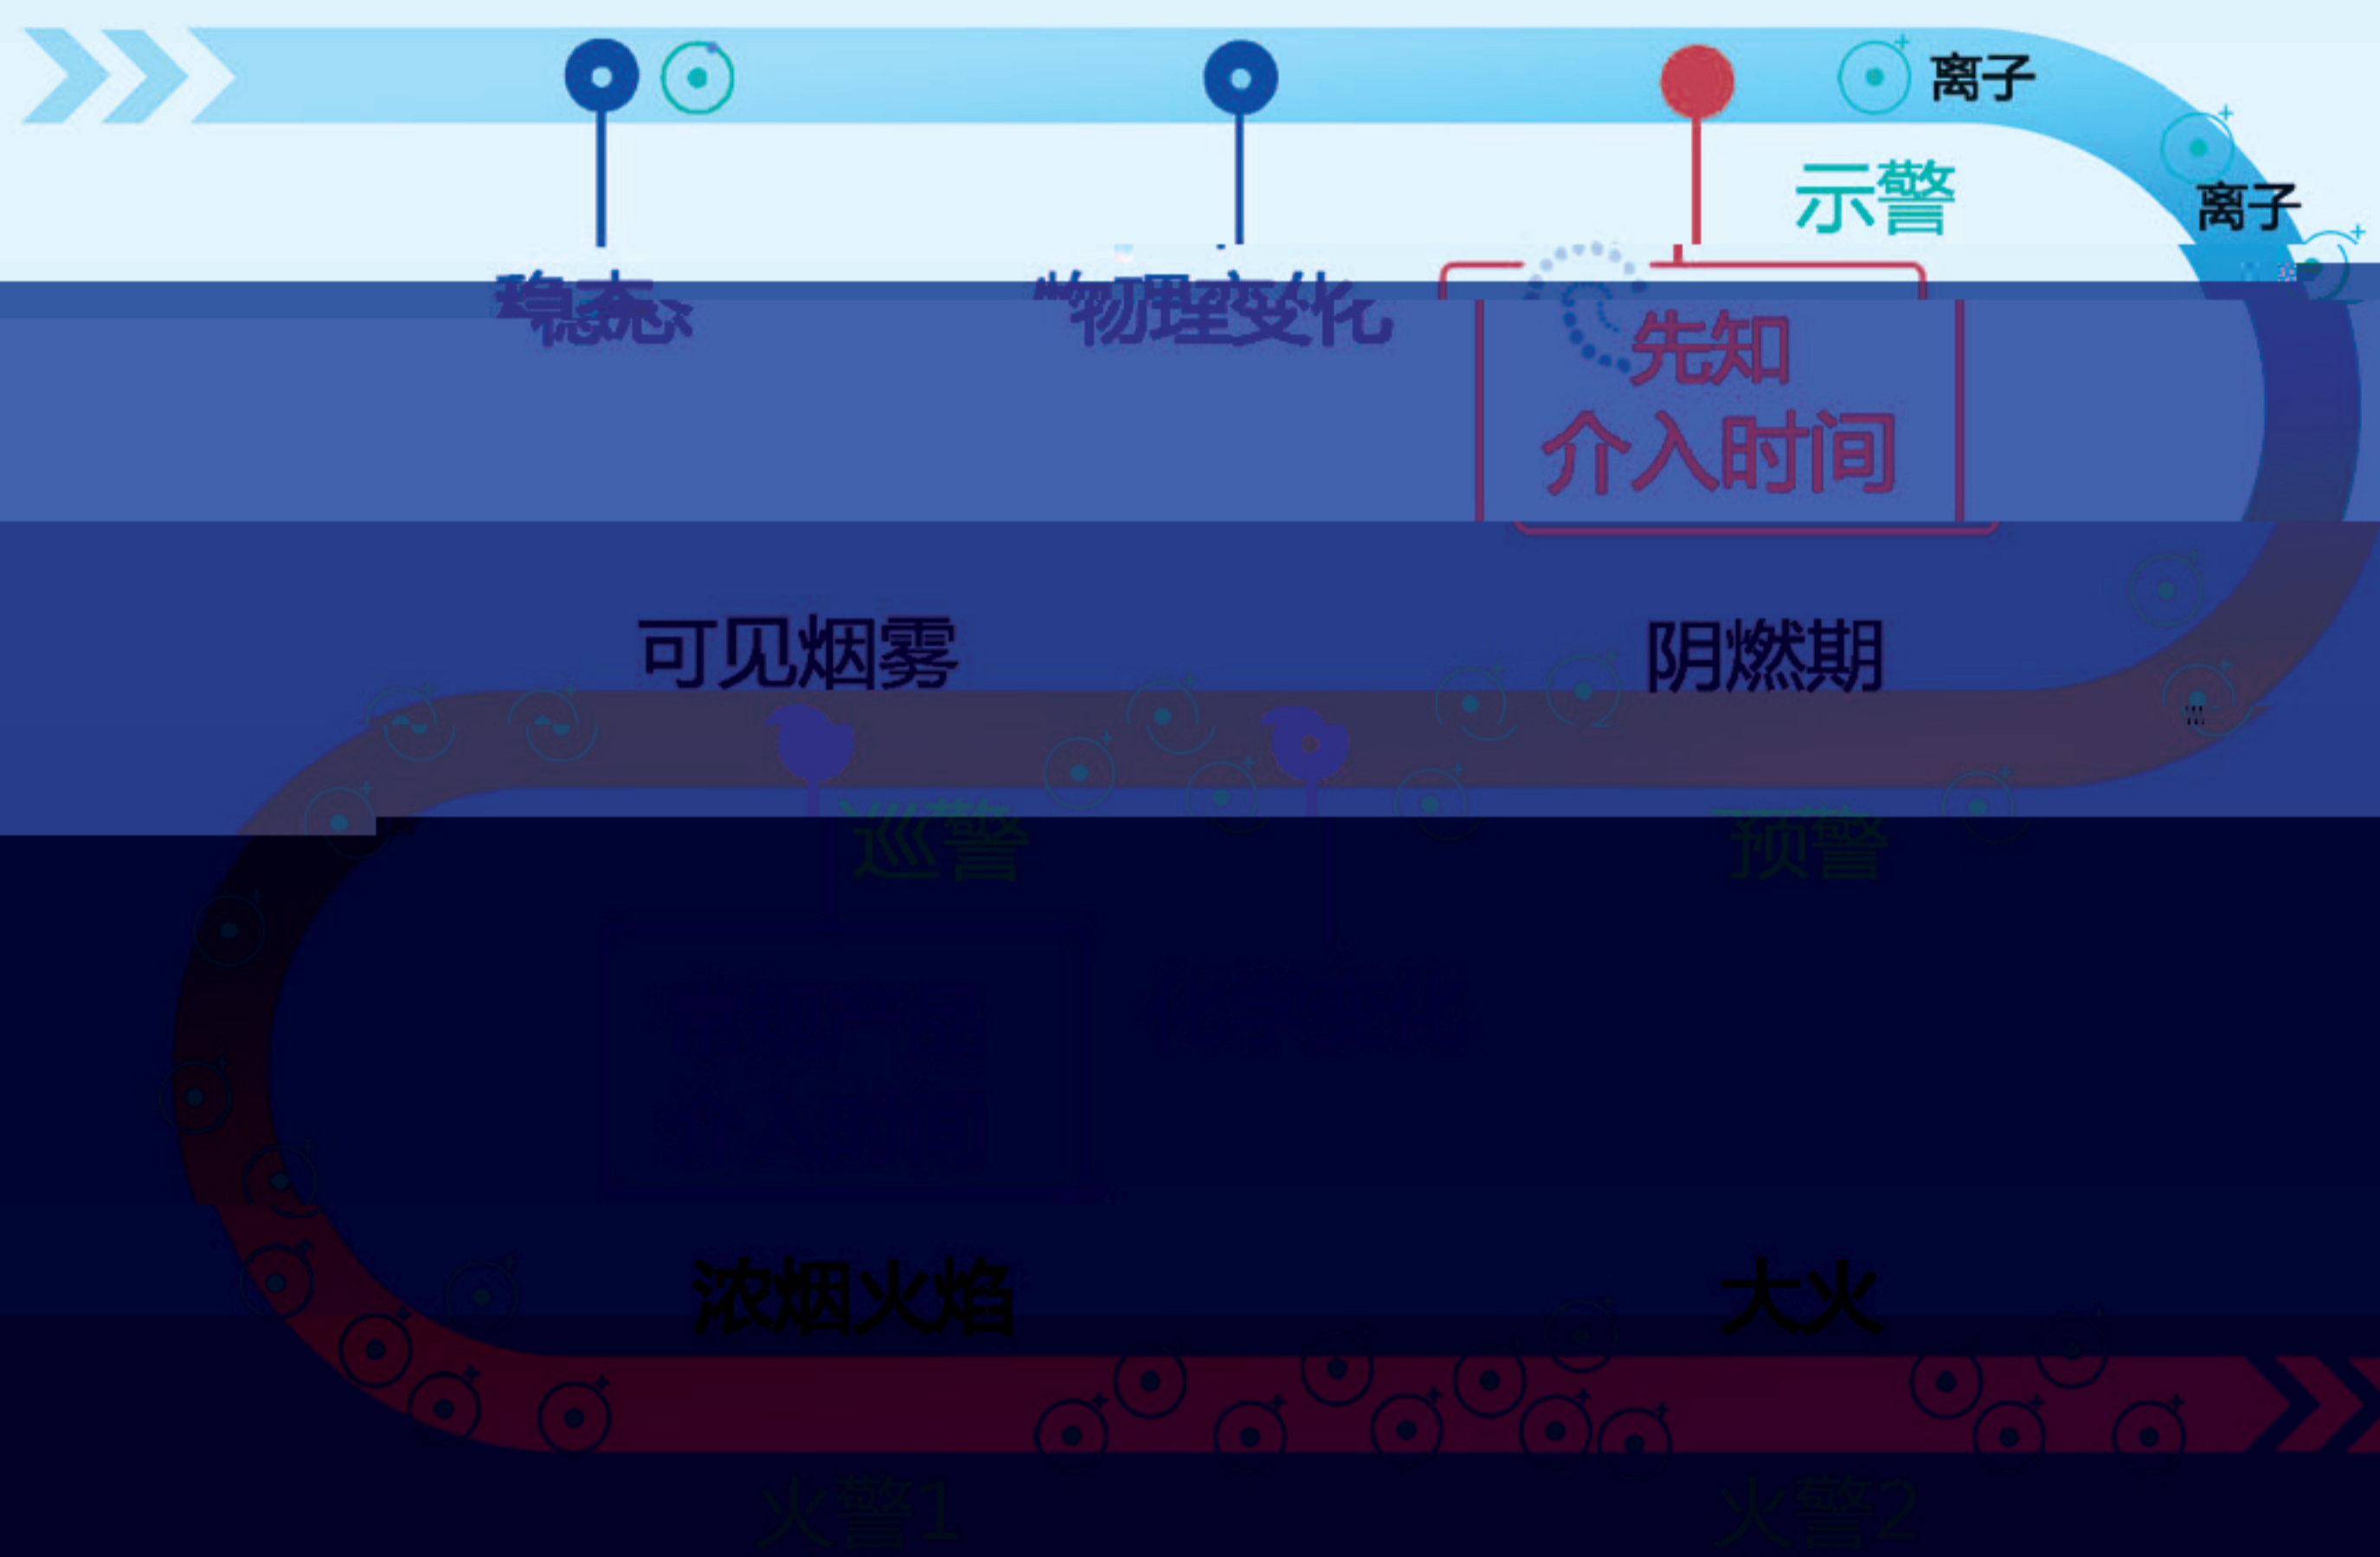 离子
示警
离子
稳态
物理变化
先知
介入时间
可见烟雾
阴燃期
巡警
预警
浓烟火焰
大火
火警1
火警2